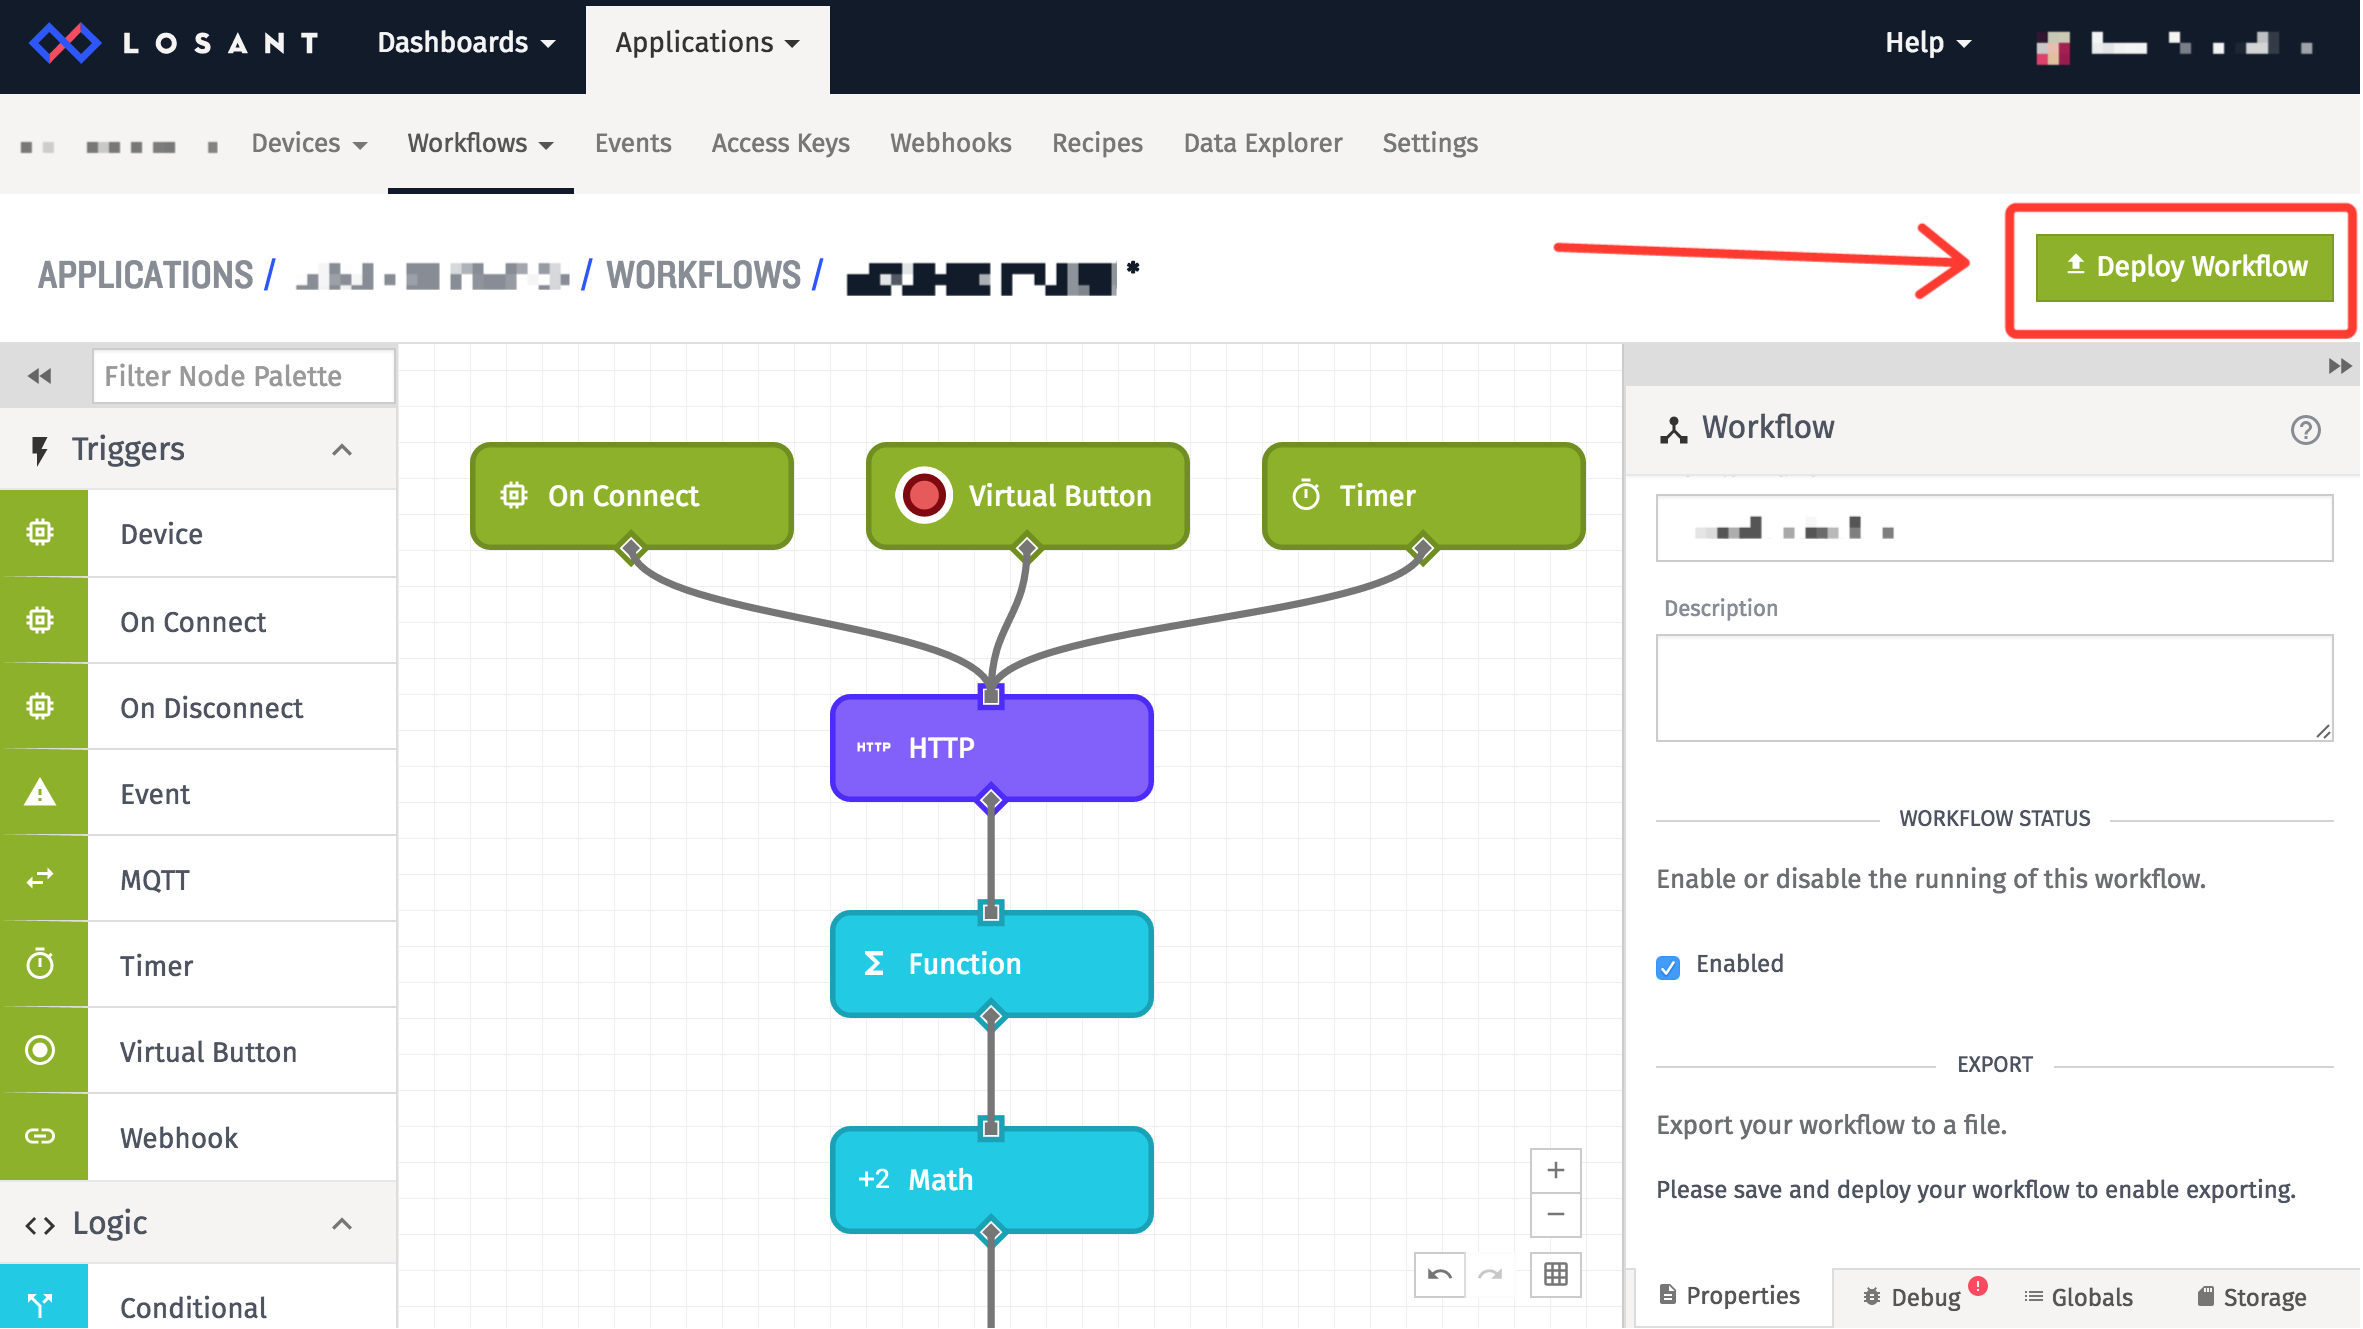 LOSANT
Dashboards
Applications
Help
Devices
Workflows
Events
Access Keys
Webhooks
Recipes
Data Explorer
Settings
APPLICATIONS /
/ WORKFLOWS /
*
Deploy Workflow
Filter Node Palette
Triggers
Device
On Connect
On Disconnect
Event
MQTT
Timer
Virtual Button
Webhook
Logic
Conditional
On Connect
Virtual Button
Timer
HTTP HTTP
Σ Function
+2 Math
+
−
Workflow
?
Description
WORKFLOW STATUS
Enable or disable the running of this workflow.
Enabled
EXPORT
Export your workflow to a file.
Please save and deploy your workflow to enable exporting.
Properties
Debug !
Globals
Storage